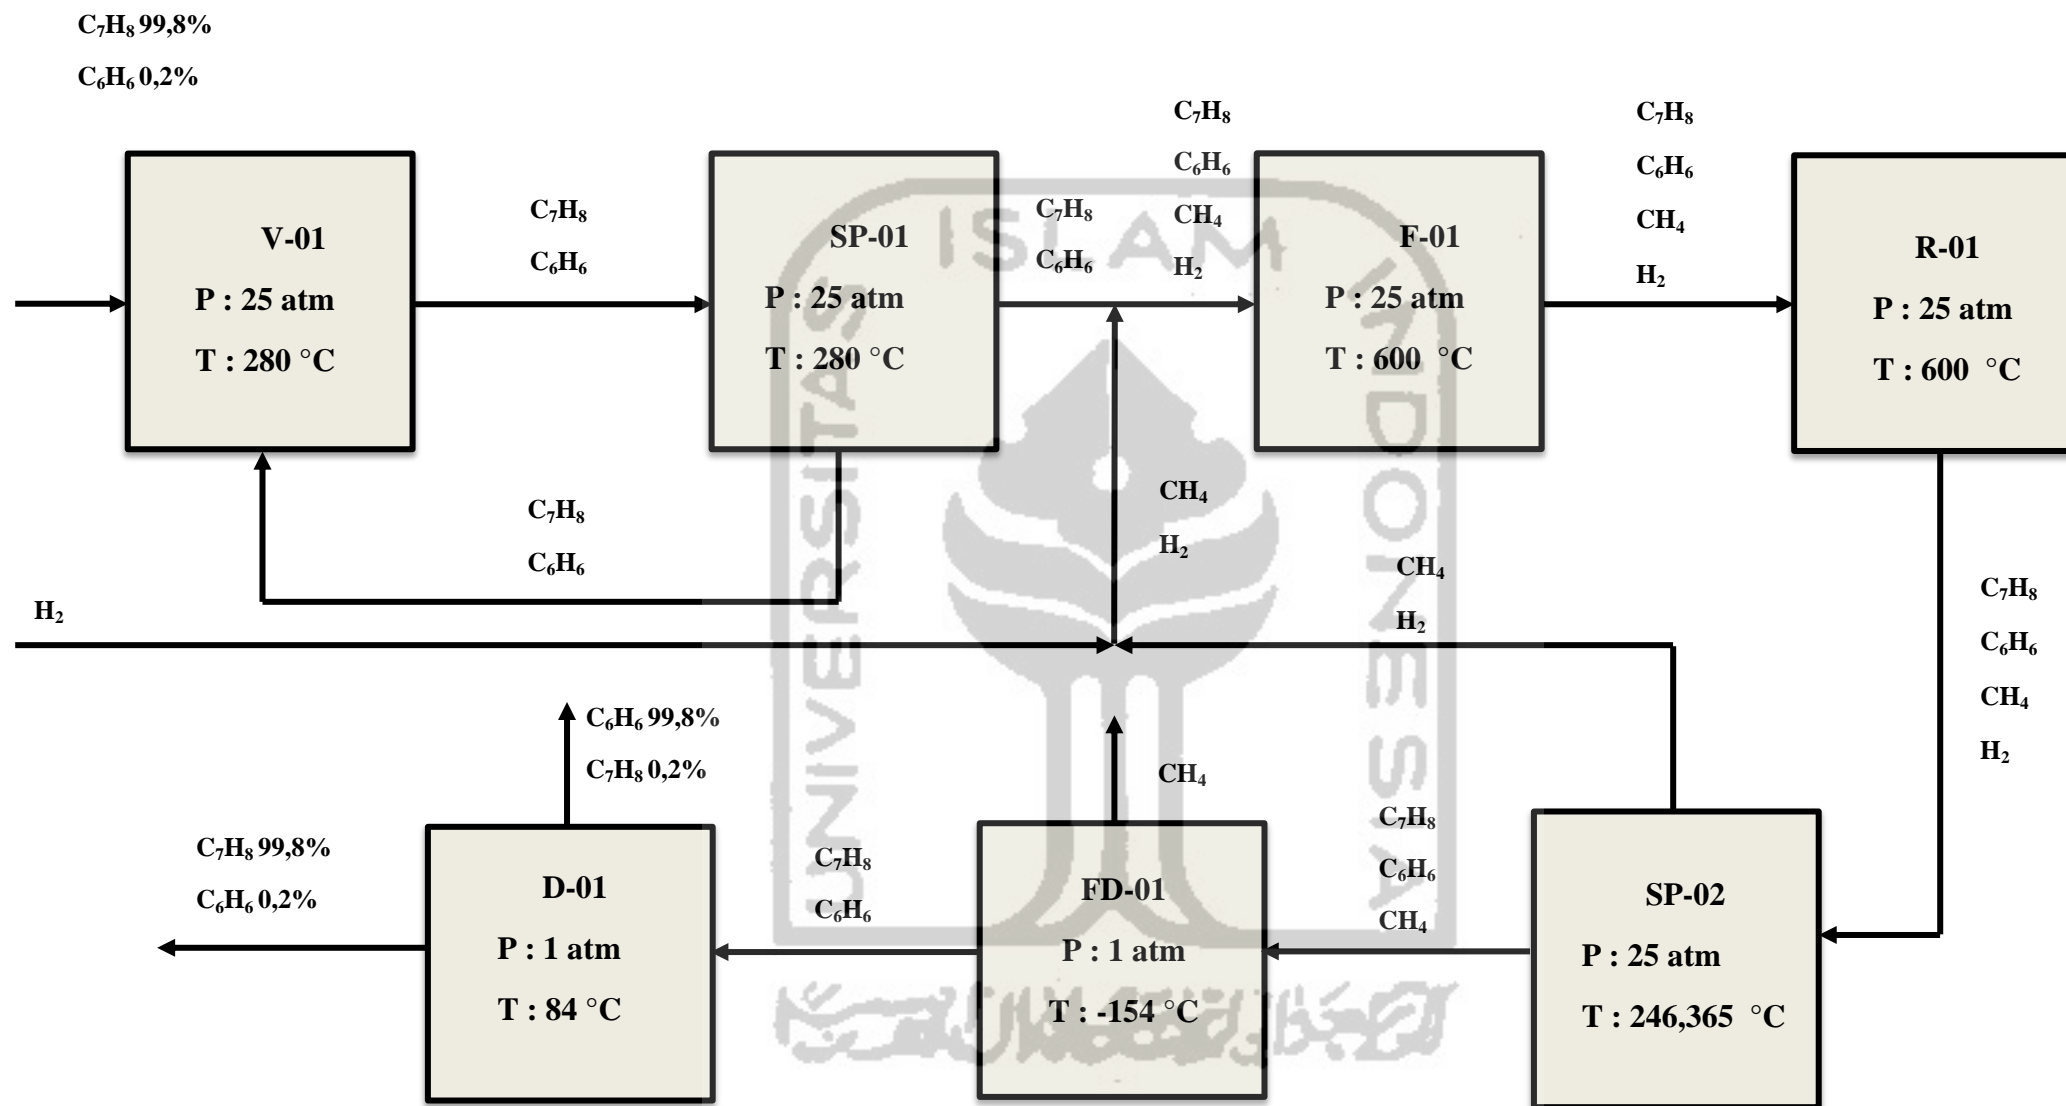 C₇H₈ 99,8%
C₆H₆ 0,2%
V-01
P : 25 atm
T : 280 °C
C₇H₈
C₆H₆
SP-01
P : 25 atm
T : 280 °C
C₇H₈
C₆H₆
C₇H₈
C₆H₆
CH₄
H₂
F-01
P : 25 atm
T : 600 °C
C₇H₈
C₆H₆
CH₄
H₂
R-01
P : 25 atm
T : 600 °C
C₇H₈
C₆H₆
H₂
CH₄
H₂
CH₄
H₂
C₇H₈
C₆H₆
CH₄
H₂
C₆H₆ 99,8%
C₇H₈ 0,2%
C₇H₈ 99,8%
C₆H₆ 0,2%
D-01
P : 1 atm
T : 84 °C
C₇H₈
C₆H₆
CH₄
FD-01
P : 1 atm
T : -154 °C
C₇H₈
C₆H₆
CH₄
SP-02
P : 25 atm
T : 246,365 °C
UNIVERSITAS
ISLAM
INDONESIA